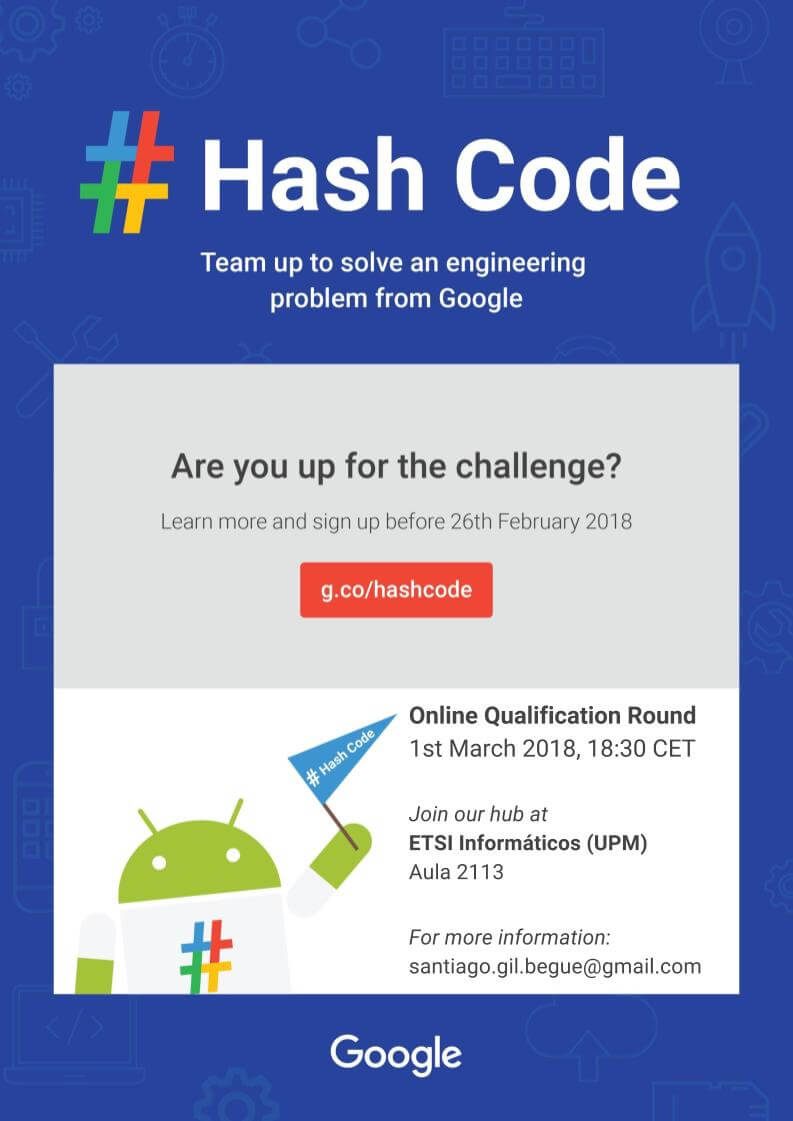 # Hash Code
Team up to solve an engineering
problem from Google
Are you up for the challenge?
Learn more and sign up before 26th February 2018
g.co/hashcode
# Hash Code
Online Qualification Round
1st March 2018, 18:30 CET
Join our hub at
ETSI Informáticos (UPM)
Aula 2113
For more information:
santiago.gil.begue@gmail.com
#
</>
Google